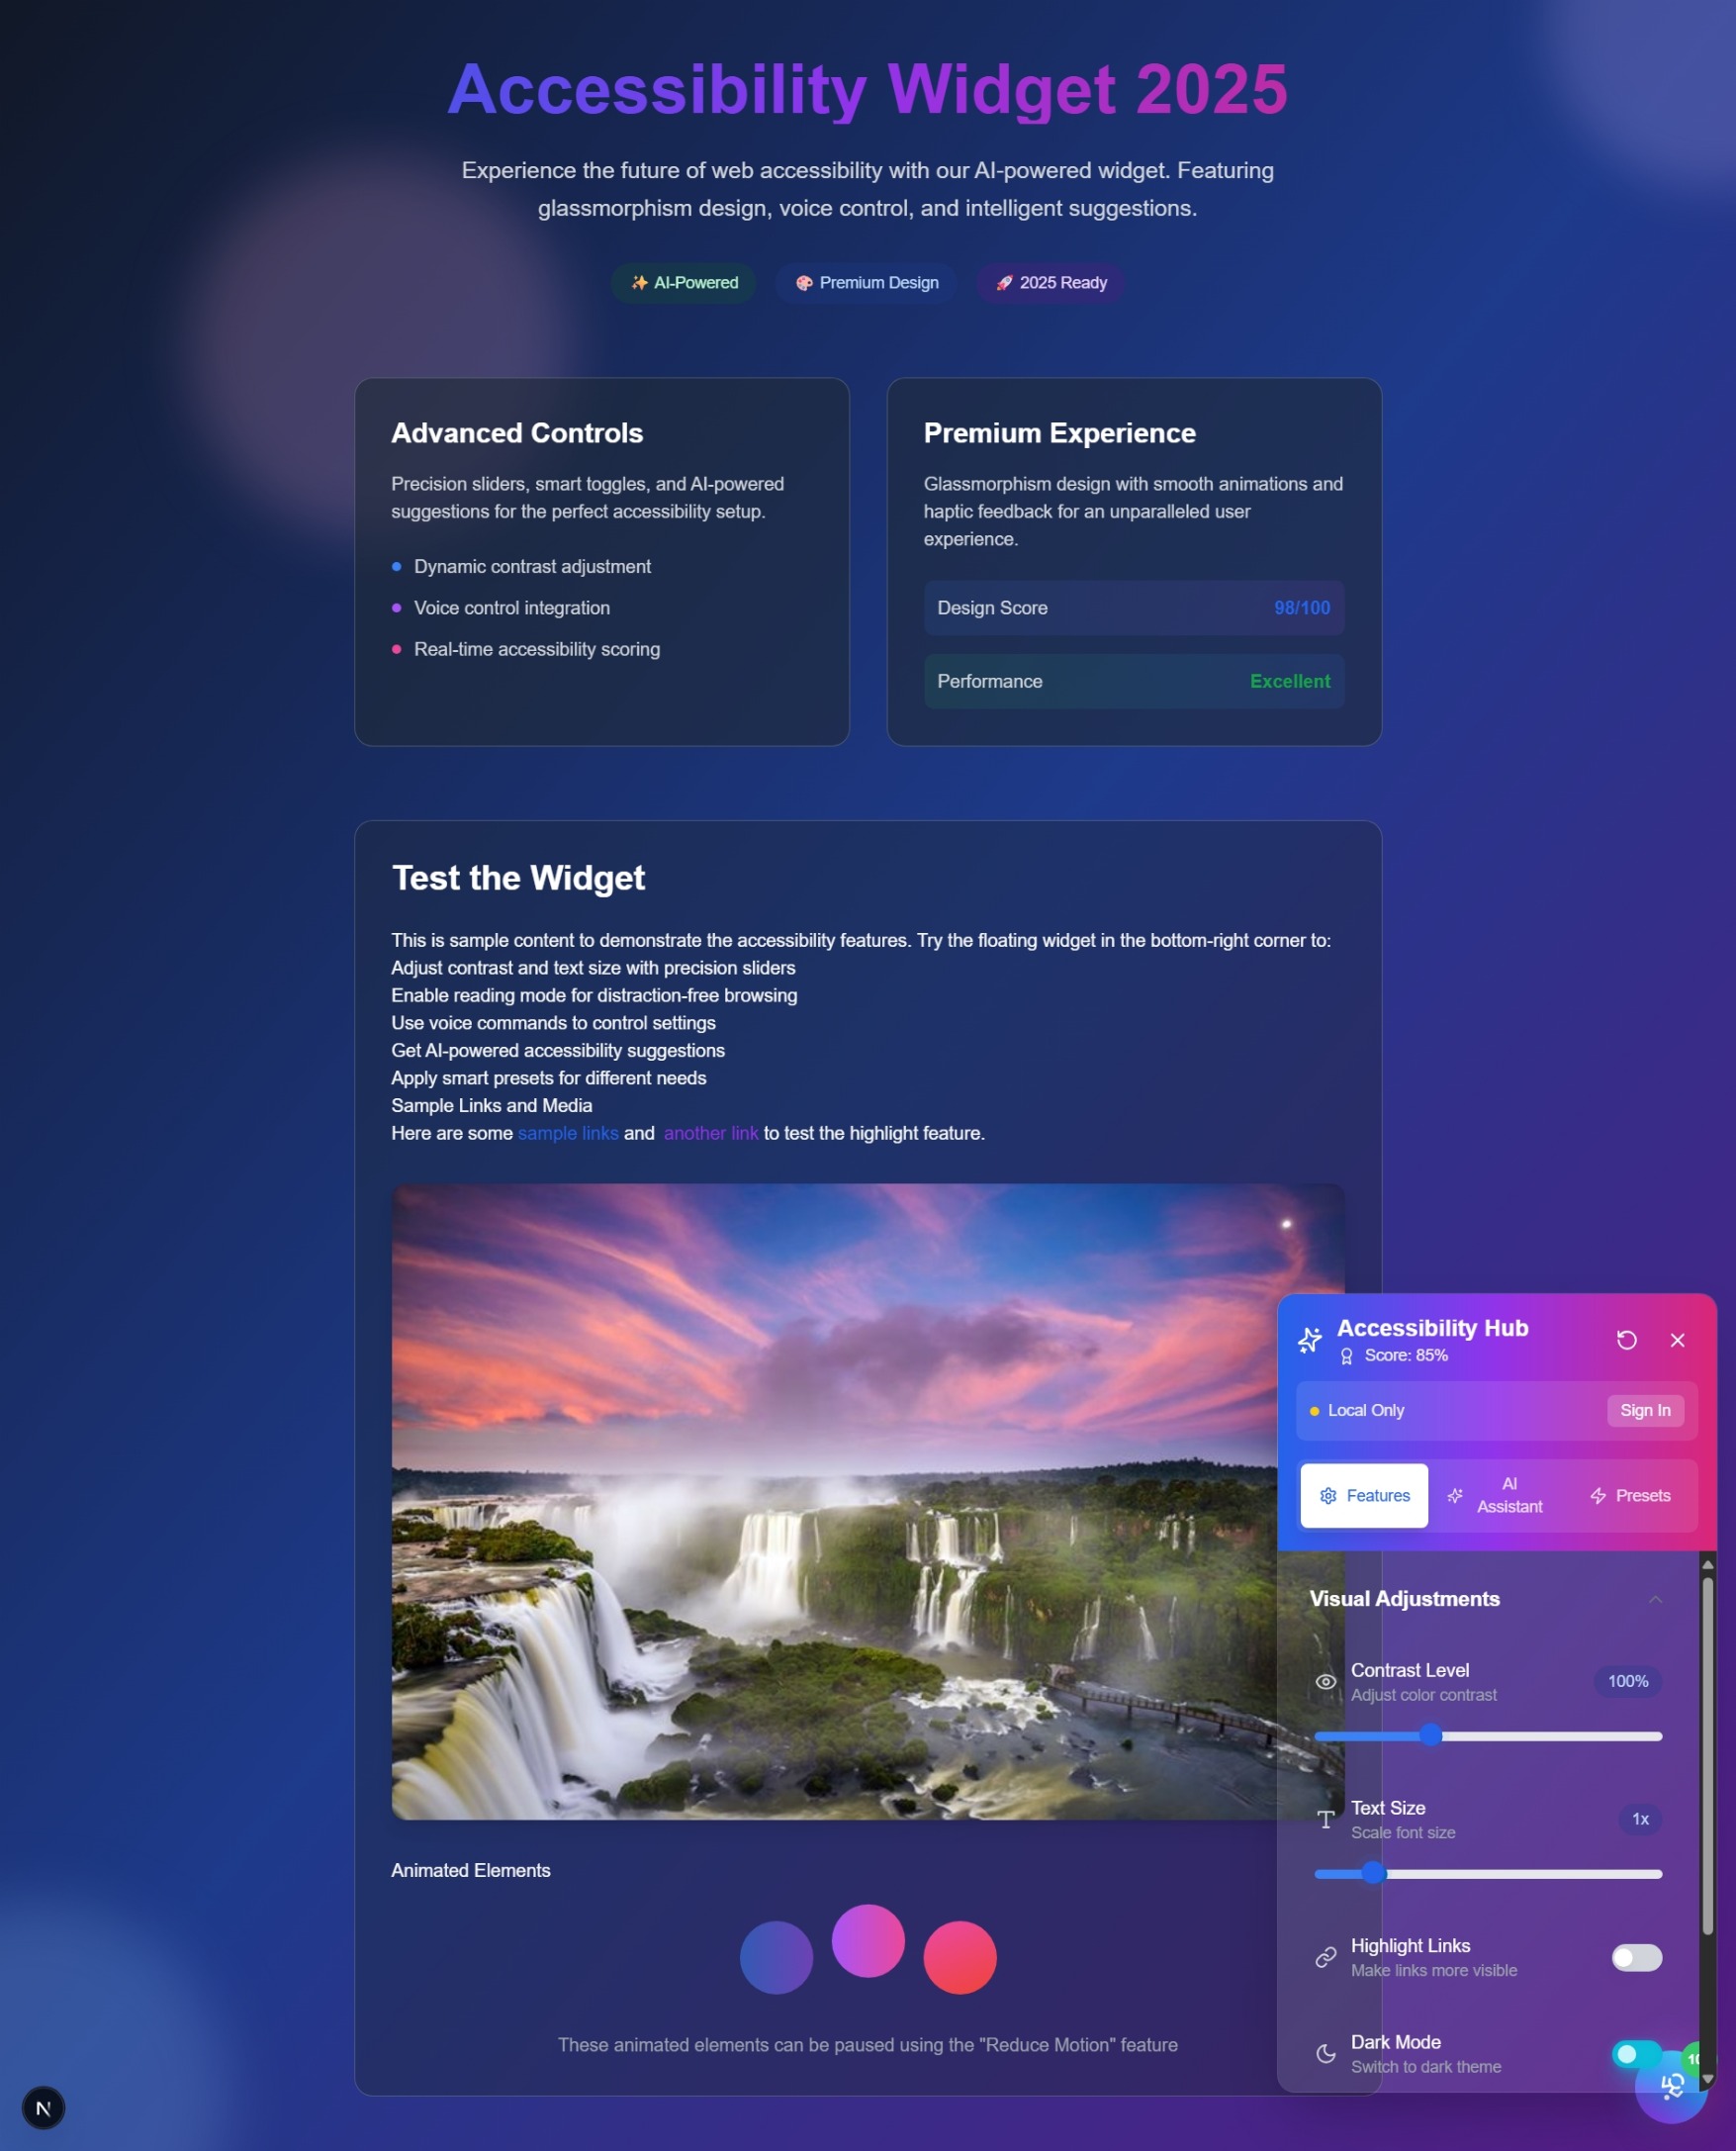 Accessibility Widget 2025
Experience the future of web accessibility with our AI-powered widget. Featuring
glassmorphism design, voice control, and intelligent suggestions.
✨ AI-Powered
🎨 Premium Design
🚀 2025 Ready
Advanced Controls
Precision sliders, smart toggles, and AI-powered
suggestions for the perfect accessibility setup.
Dynamic contrast adjustment
Voice control integration
Real-time accessibility scoring
Premium Experience
Glassmorphism design with smooth animations and
haptic feedback for an unparalleled user
experience.
Design Score 98/100
Performance Excellent
Test the Widget
This is sample content to demonstrate the accessibility features. Try the floating widget in the bottom-right corner to:
Adjust contrast and text size with precision sliders
Enable reading mode for distraction-free browsing
Use voice commands to control settings
Get AI-powered accessibility suggestions
Apply smart presets for different needs
Sample Links and Media
Here are some sample links and another link to test the highlight feature.
Animated Elements
These animated elements can be paused using the "Reduce Motion" feature
Accessibility Hub
Score: 85%
Local Only
Sign In
Features
AI
Assistant
Presets
Visual Adjustments
Contrast Level
Adjust color contrast
100%
Text Size
Scale font size
1x
Highlight Links
Make links more visible
Dark Mode
Switch to dark theme
N